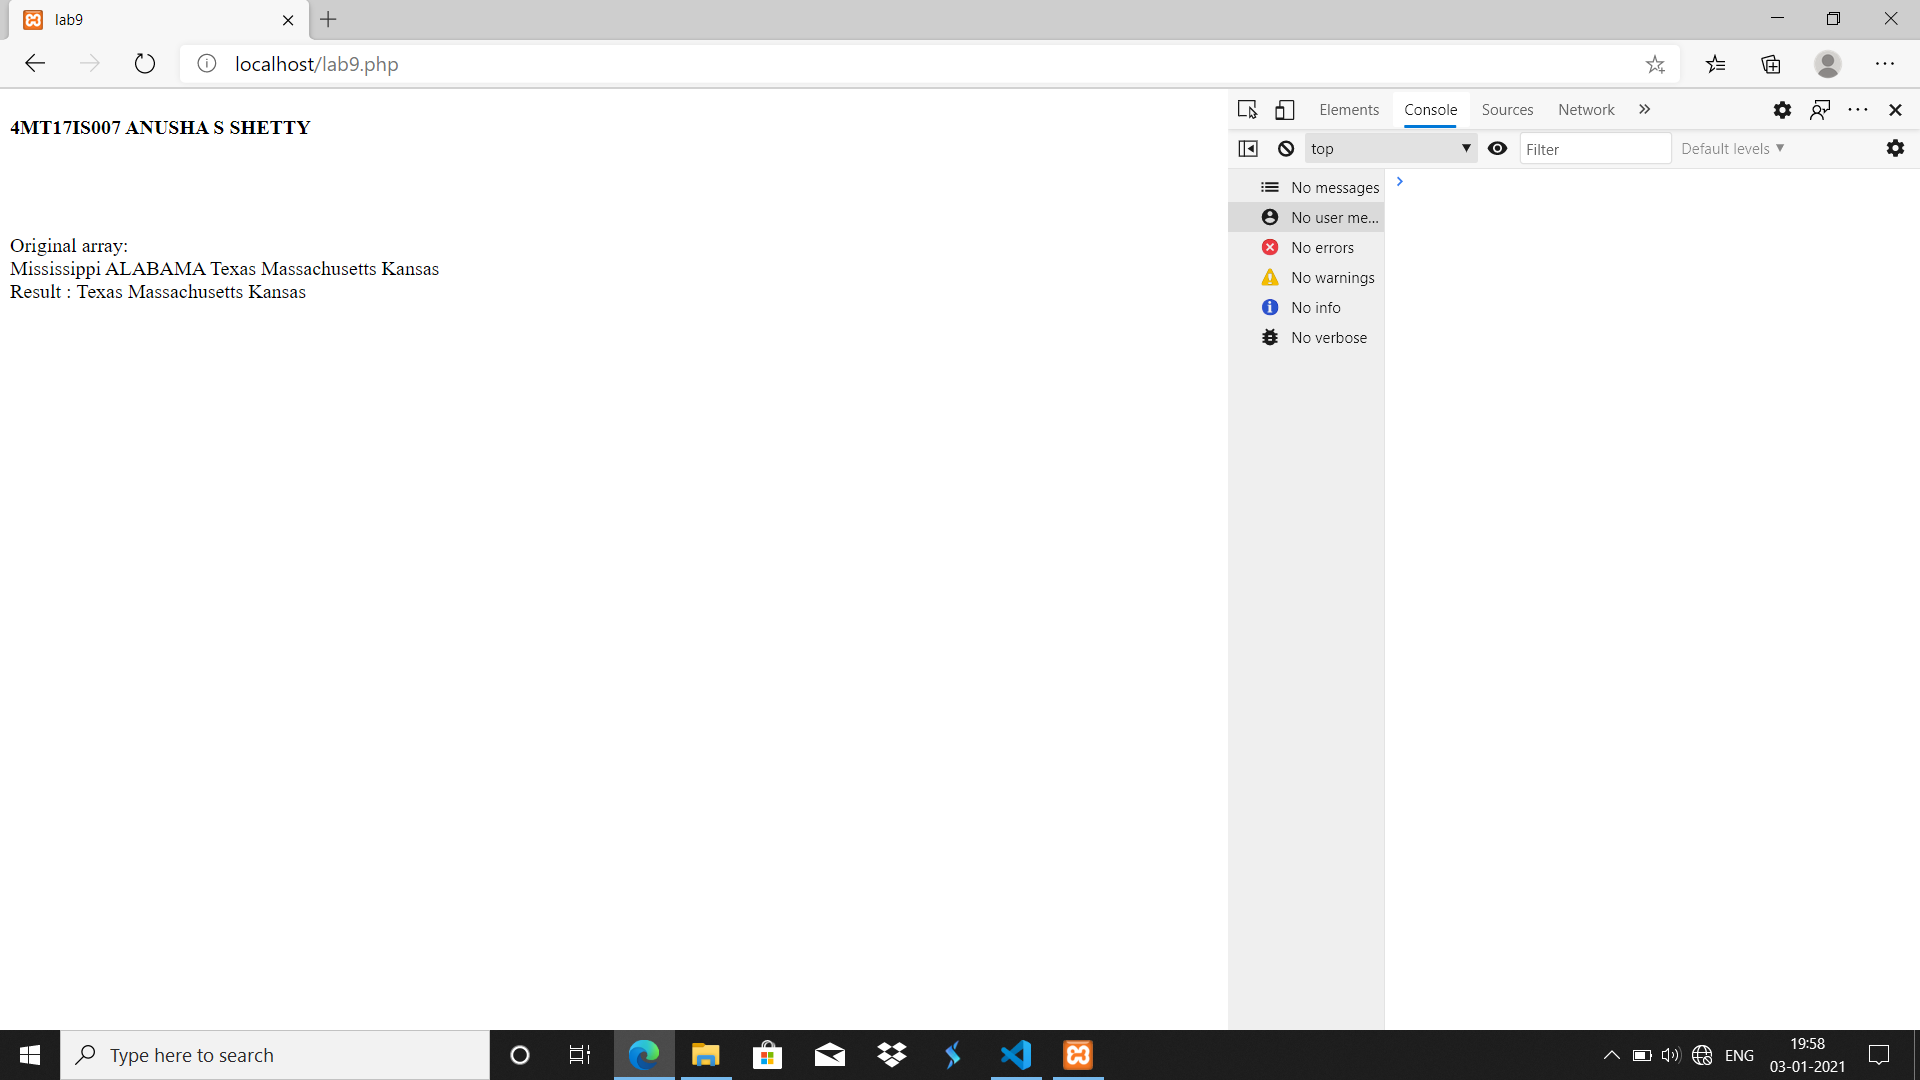 lab9
localhost/lab9.php
4MT17IS007 ANUSHA S SHETTY
Original array:
Mississippi ALABAMA Texas Massachusetts Kansas
Result : Texas Massachusetts Kansas
Elements Console Sources Network
top Filter Default levels
No messages
No user me...
No errors
No warnings
No info
No verbose
Type here to search
ENG
19:58
03-01-2021